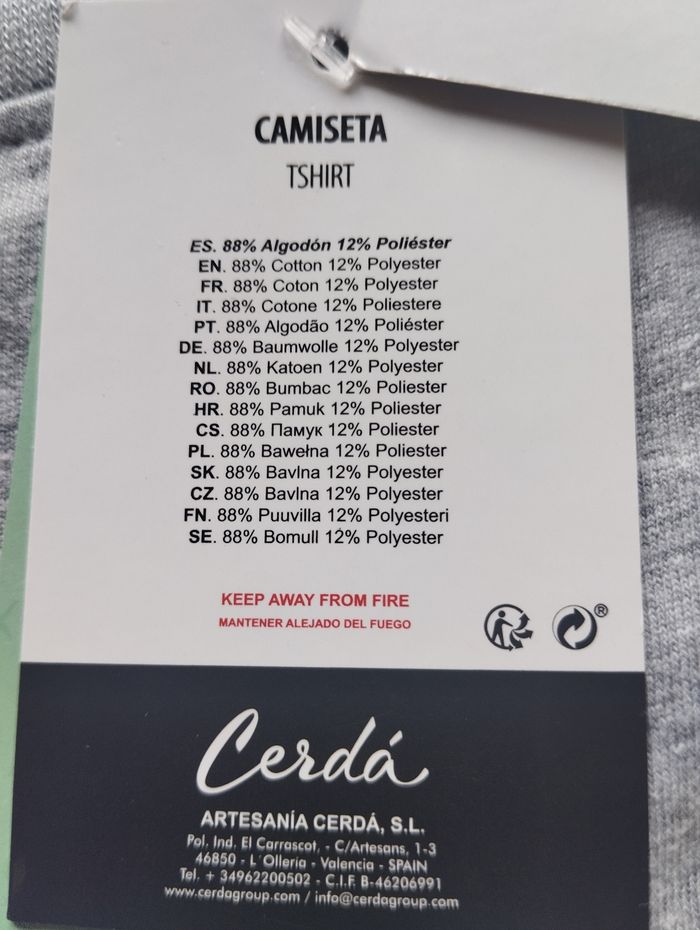 CAMISETA
TSHIRT
ES. 88% Algodón 12% Poliéster
EN. 88% Cotton 12% Polyester
FR. 88% Coton 12% Polyester
IT. 88% Cotone 12% Poliestere
PT. 88% Algodão 12% Poliéster
DE. 88% Baumwolle 12% Polyester
NL. 88% Katoen 12% Polyester
RO. 88% Bumbac 12% Poliester
HR. 88% Pamuk 12% Poliester
CS. 88% Памук 12% Poliester
PL. 88% Bawełna 12% Poliester
SK. 88% Bavlna 12% Polyester
CZ. 88% Bavlna 12% Polyester
FN. 88% Puuvilla 12% Polyesteri
SE. 88% Bomull 12% Polyester
KEEP AWAY FROM FIRE
MANTENER ALEJADO DEL FUEGO
®
Cerdá
ARTESANÍA CERDÁ, S.L.
Pol. Ind. El Carrascot, - C/Artesans, 1-3
46850 - L´Olleria - Valencia - SPAIN
Tel. + 34962200502 - C.I.F. B-46206991
www.cerdagroup.com / info@cerdagroup.com